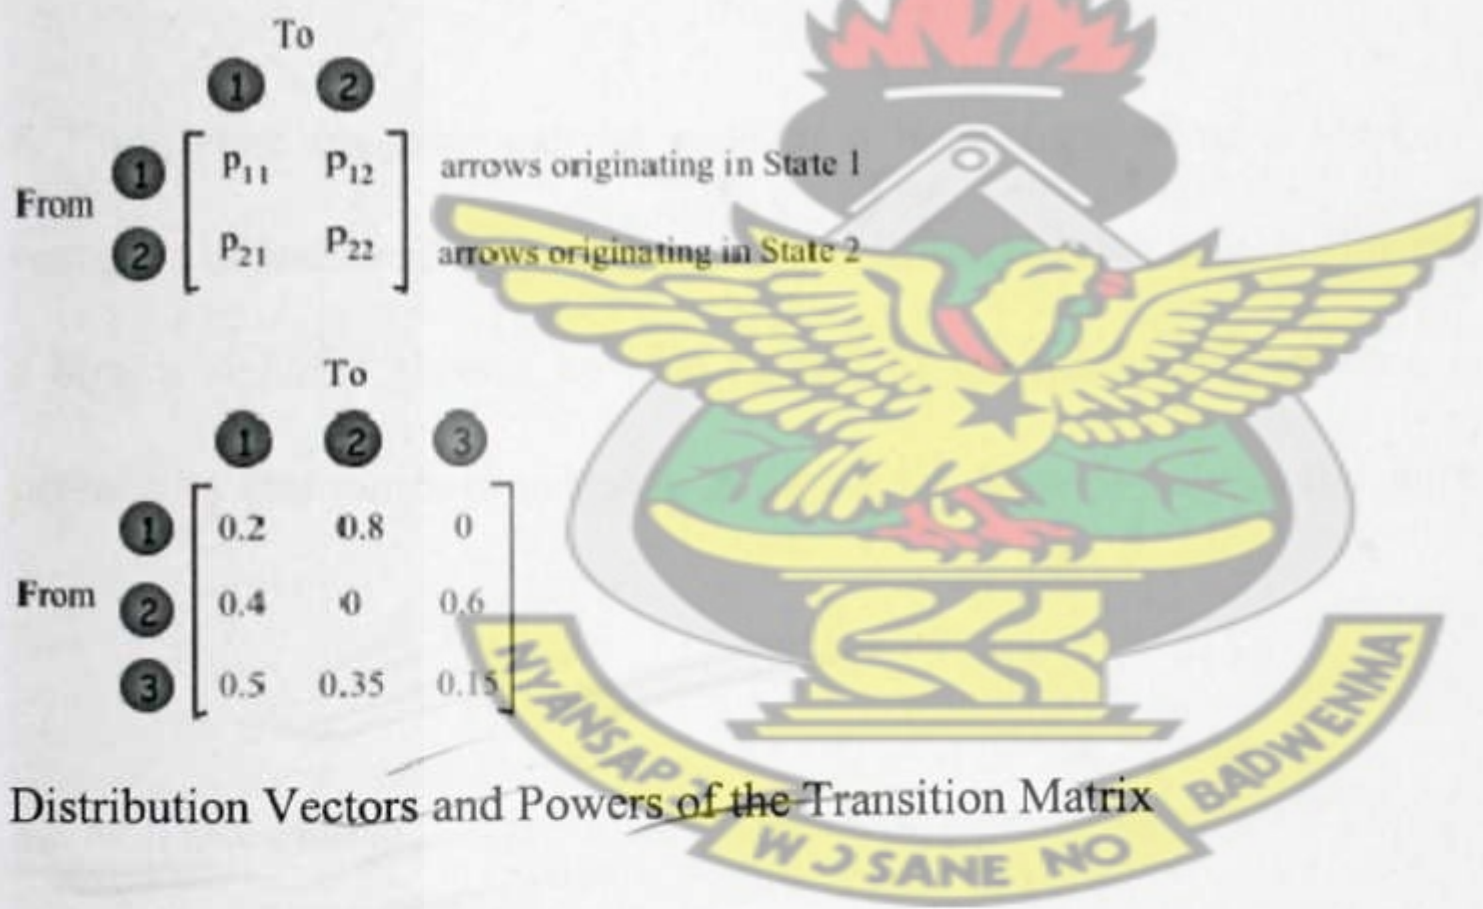 To
1 2
From
1 P11 P12 arrows originating in State 1
2 P21 P22 arrows originating in State 2
To
1 2 3
1 0.2 0.8 0
From
2 0.4 0 0.6
3 0.5 0.35 0.15
Distribution Vectors and Powers of the Transition Matrix
NYANSAPƆ WƆSANE NO BADWENMA